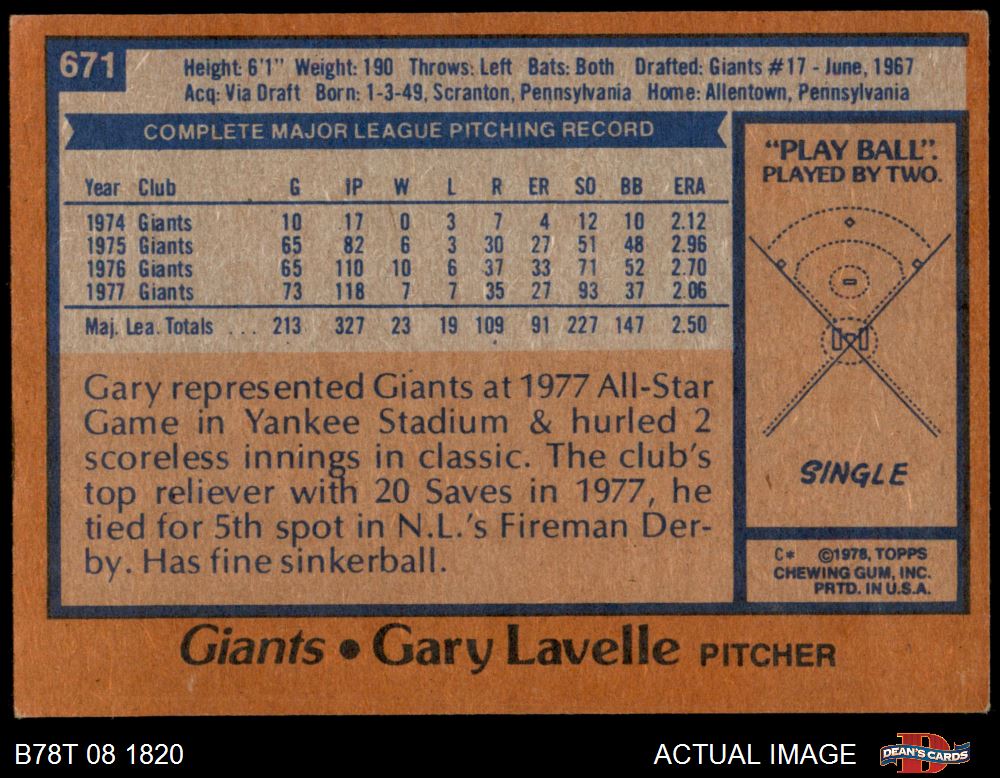 671
Height: 6'1" Weight: 190 Throws: Left Bats: Both Drafted: Giants #17 - June, 1967
Acq: Via Draft Born: 1-3-49, Scranton, Pennsylvania Home: Allentown, Pennsylvania
COMPLETE MAJOR LEAGUE PITCHING RECORD
Year Club G IP W L R ER SO BB ERA
1974 Giants 10 17 0 3 7 4 12 10 2.12
1975 Giants 65 82 6 3 30 27 51 48 2.96
1976 Giants 65 110 10 6 37 33 71 52 2.70
1977 Giants 73 118 7 7 35 27 93 37 2.06
Maj. Lea. Totals ... 213 327 23 19 109 91 227 147 2.50
Gary represented Giants at 1977 All-Star
Game in Yankee Stadium & hurled 2
scoreless innings in classic. The club's
top reliever with 20 Saves in 1977, he
tied for 5th spot in N.L.'s Fireman Der-
by. Has fine sinkerball.
"PLAY BALL".
PLAYED BY TWO.
SINGLE
C* ©1978, TOPPS
CHEWING GUM, INC.
PRTD. IN U.S.A.
Giants • Gary Lavelle PITCHER
B78T 08 1820
ACTUAL IMAGE
D
DEAN'S CARDS